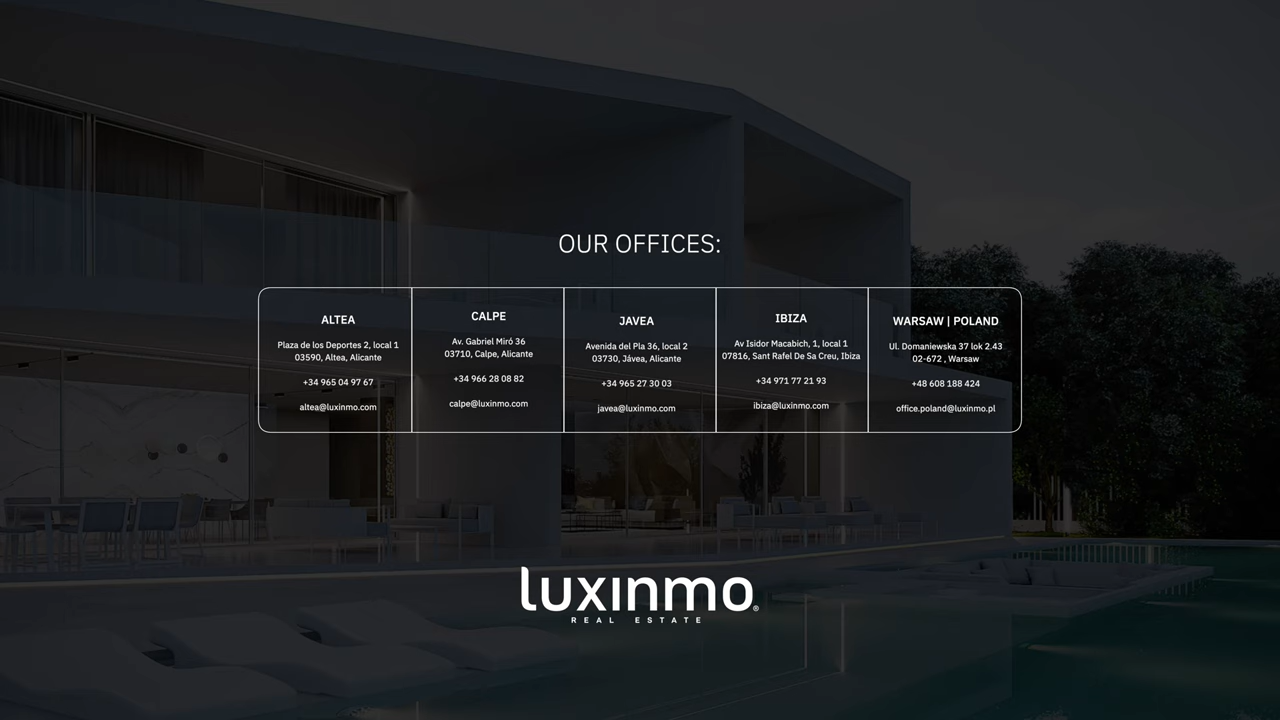 OUR OFFICES:
ALTEA
Plaza de los Deportes 2, local 1
03590, Altea, Alicante
+34 965 04 97 67
altea@luxinmo.com
CALPE
Av. Gabriel Miró 36
03710, Calpe, Alicante
+34 966 28 08 82
calpe@luxinmo.com
JAVEA
Avenida del Pla 36, local 2
03730, Jávea, Alicante
+34 965 27 30 03
javea@luxinmo.com
IBIZA
Av Isidor Macabich, 1, local 1
07816, Sant Rafel De Sa Creu, Ibiza
+34 971 77 21 93
ibiza@luxinmo.com
WARSAW | POLAND
Ul. Domaniewska 37 lok 2.43
02-672 , Warsaw
+48 608 188 424
office.poland@luxinmo.pl
luxinmo®
REAL ESTATE